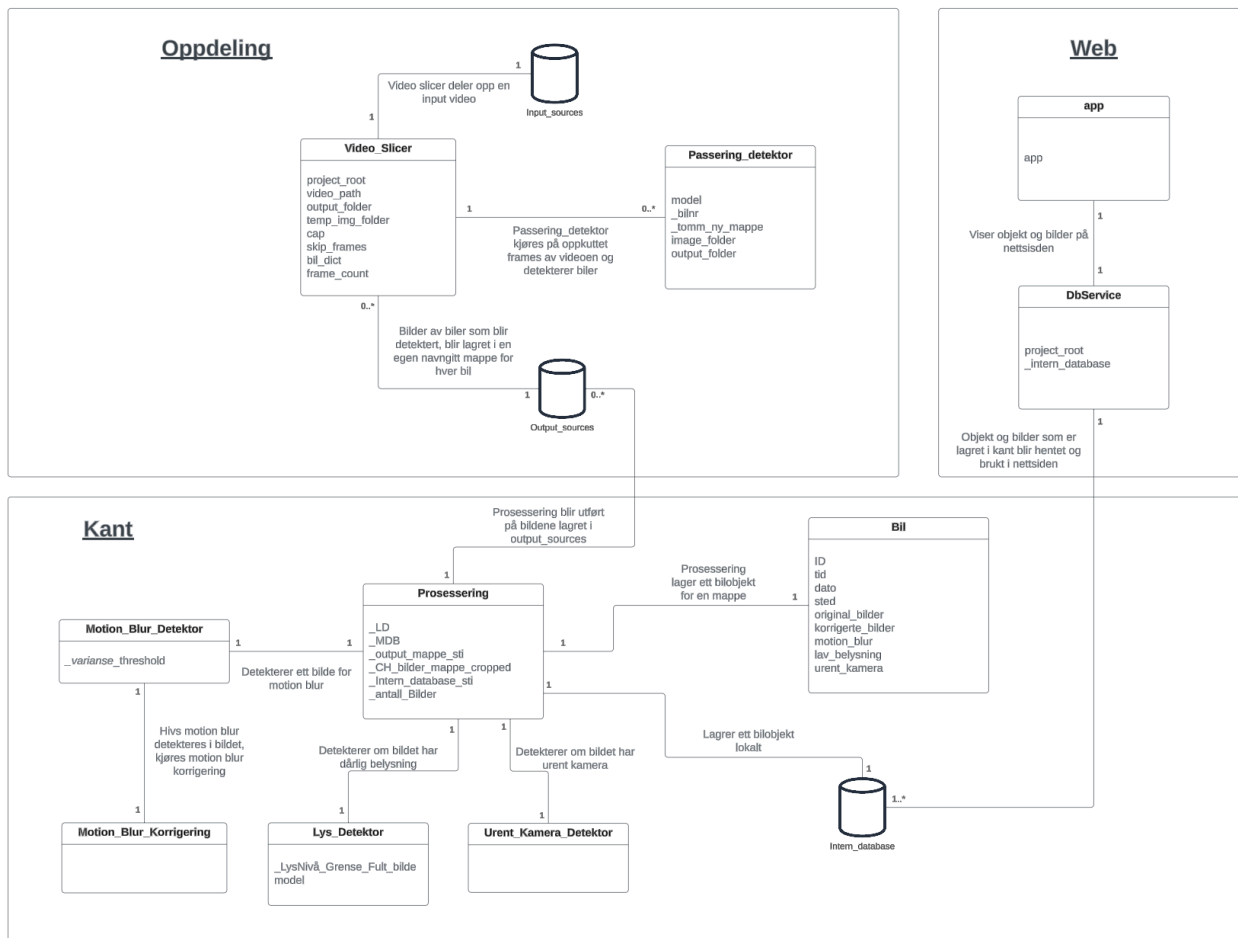 Oppdeling
1
Video slicer deler opp en
input video
1
Input_sources
Video_Slicer
project_root
video_path
output_folder
temp_img_folder
cap
skip_frames
bil_dict
frame_count
1
0..*
Passering_detektor
kjøres på oppkuttet
frames av videoen og
detekterer biler
Passering_detektor
model
_bilnr
_tomm_ny_mappe
image_folder
output_folder
0..*
Bilder av biler som blir
detektert, blir lagret i en
egen navngitt mappe for
hver bil
1
0..*
Output_sources
Web
app
app
1
Viser objekt og bilder på
nettsiden
1
DbService
project_root
_intern_database
1
Objekt og bilder som er
lagret i kant blir hentet og
brukt i nettsiden
Kant
Prosessering blir utført
på bildene lagret i
output_sources
1
Prosessering
_LD
_MDB
_output_mappe_sti
_CH_bilder_mappe_cropped
_Intern_database_sti
_antall_Bilder
1
Prosessering
lager ett bilobjekt
for en mappe
1
Bil
ID
tid
dato
sted
original_bilder
korrigerte_bilder
motion_blur
lav_belysning
urent_kamera
Motion_Blur_Detektor
_varianse_threshold
1
1
Detekterer ett bilde for
motion blur
1
Hivs motion blur
detekteres i bildet,
kjøres motion blur
korrigering
1
Motion_Blur_Korrigering
1
Detekterer om bildet har
dårlig belysning
1
Lys_Detektor
_LysNivå_Grense_Fult_bilde
model
1
Detekterer om bildet har
urent kamera
1
Urent_Kamera_Detektor
1
Lagrer ett bilobjekt
lokalt
1
1..*
Intern_database